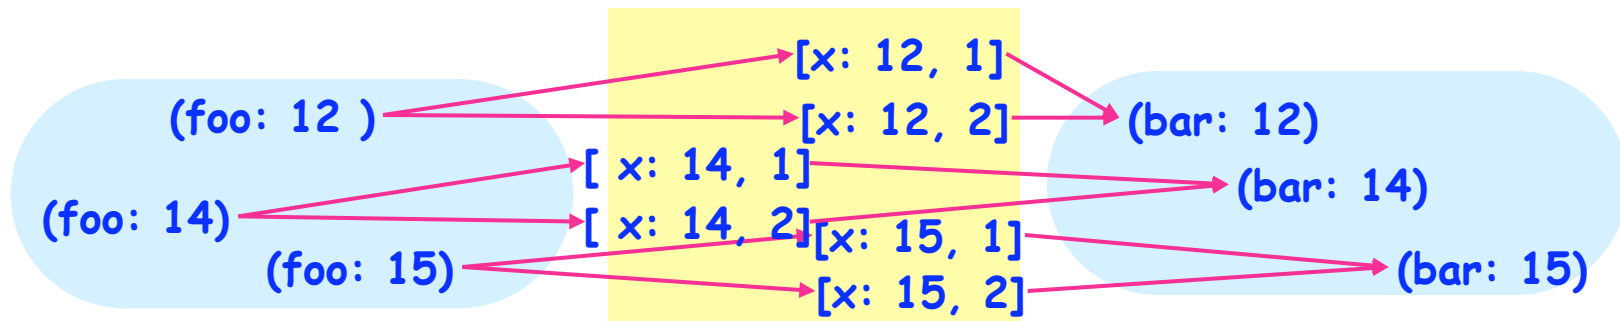 [x: 12, 1]
(foo: 12 )
[x: 12, 2]
(bar: 12)
[ x: 14, 1]
(bar: 14)
(foo: 14)
[ x: 14, 2]
[x: 15, 1]
(foo: 15)
(bar: 15)
[x: 15, 2]